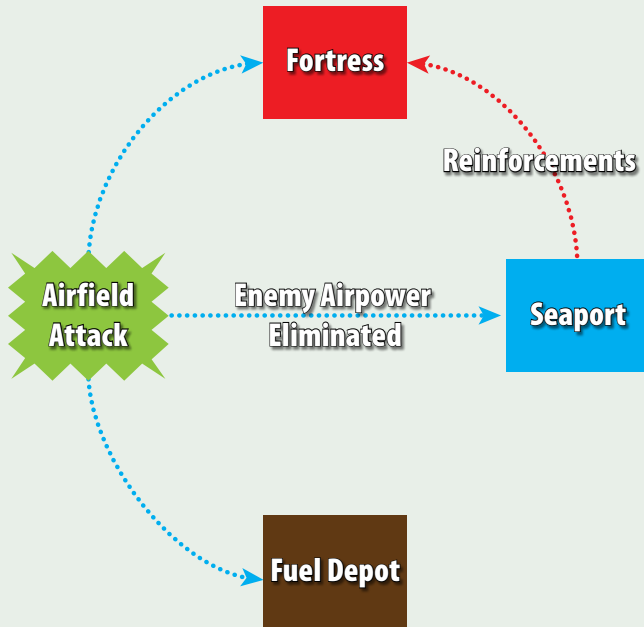 Fortress
Reinforcements
Airfield
Attack
Enemy Airpower
Eliminated
Seaport
Fuel Depot